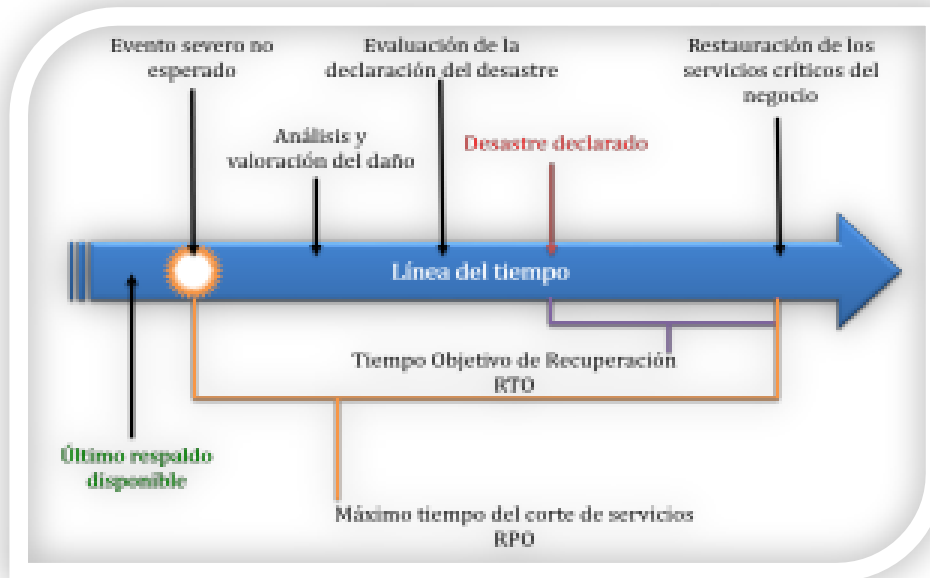 Evento severo no
esperado
Evaluación de la
declaración del desastre
Restauración de los
servicios críticos del
negocio
Análisis y
valoración del daño
Desastre declarado
Línea del tiempo
Tiempo Objetivo de Recuperación
RTO
Último respaldo
disponible
Máximo tiempo del corte de servicios
RPO